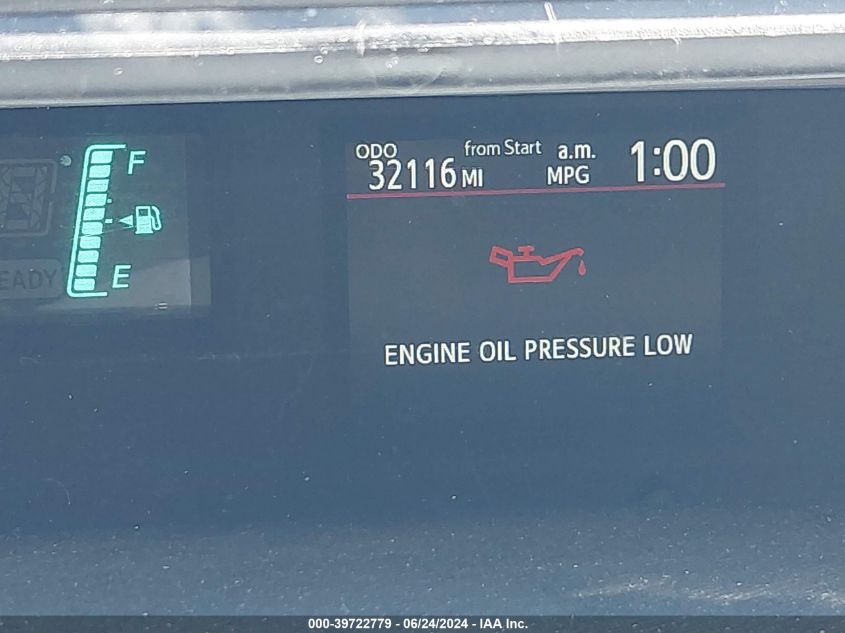 ODO from Start a.m. 1:00
32116 MI MPG
F
E
EADY
ENGINE OIL PRESSURE LOW
000-39722779 - 06/24/2024 - IAA Inc.